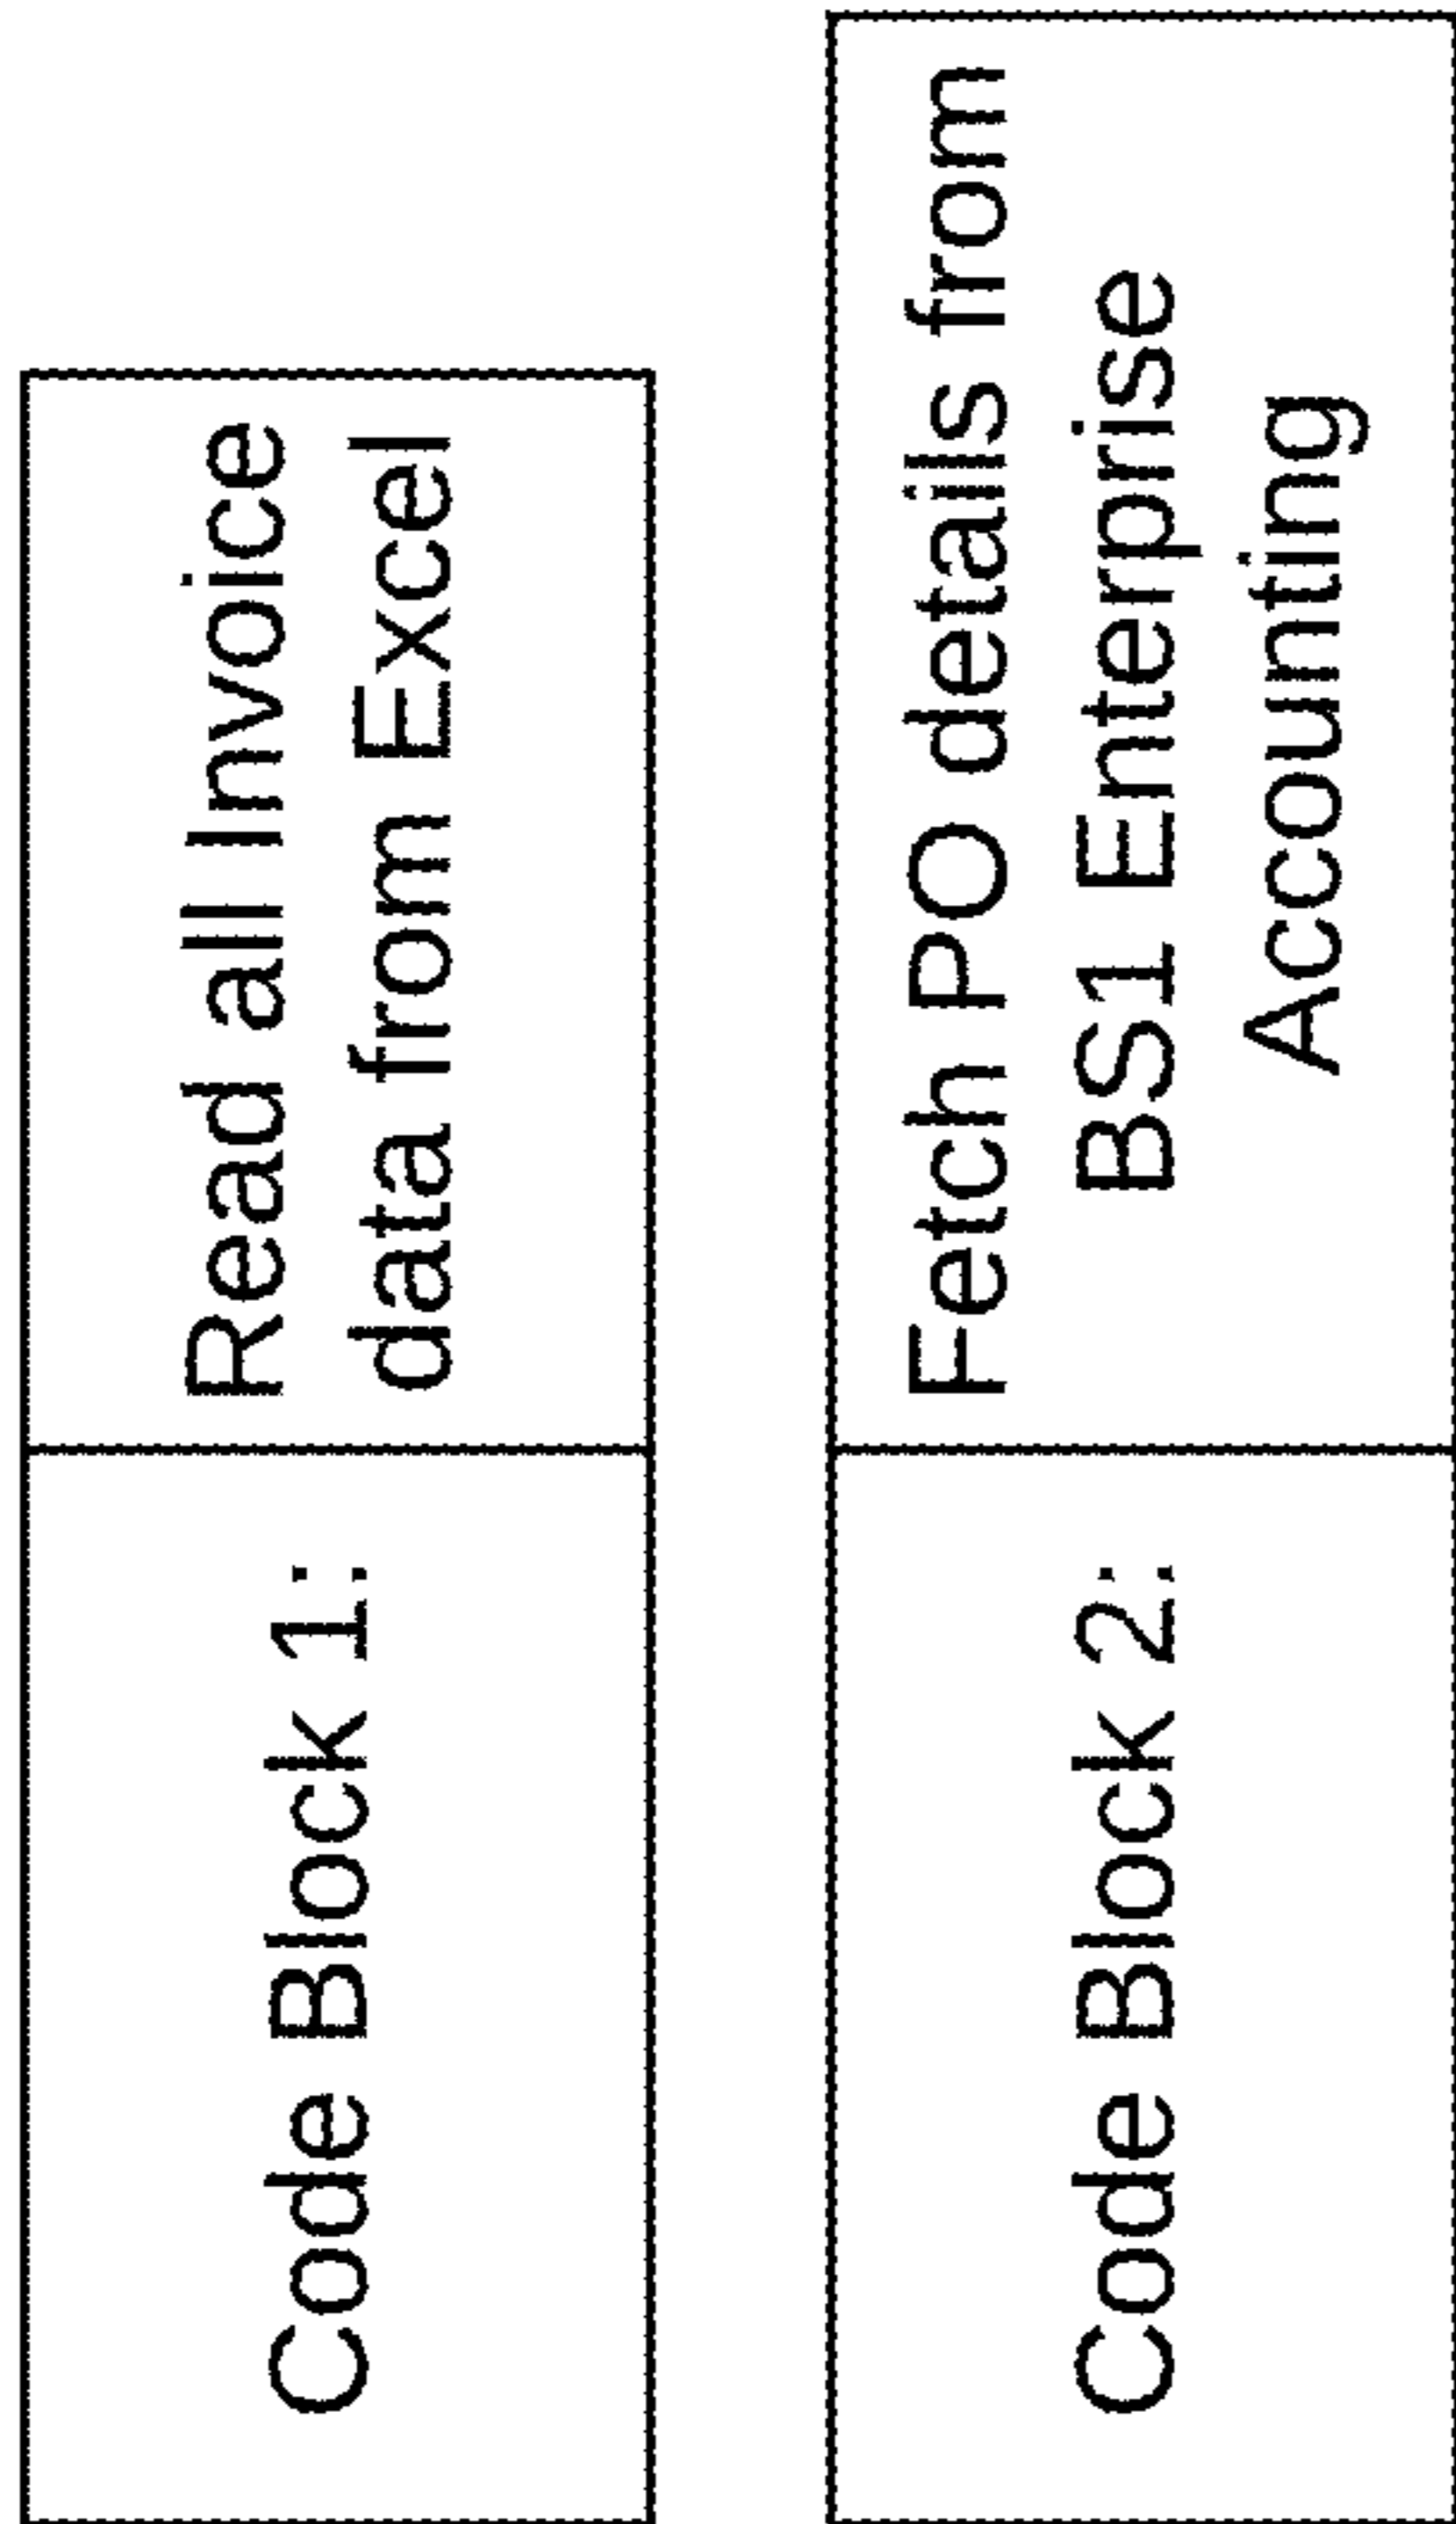 Code Block 1:
Read all Invoice
data from Excel
Code Block 2:
Fetch PO details from
BS1 Enterprise
Accounting